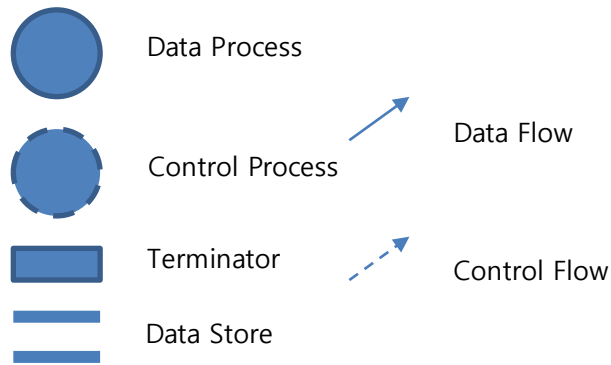 Data Process
Control Process
Terminator
Data Store
Data Flow
Control Flow